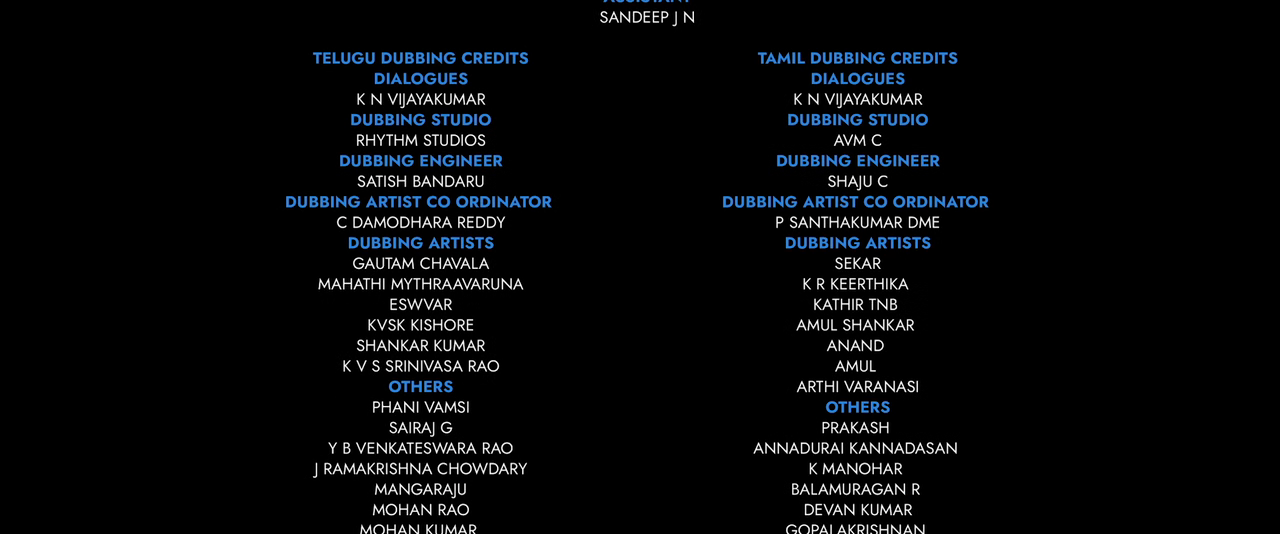 ASSISTANT
SANDEEP J N
TELUGU DUBBING CREDITS
DIALOGUES
K N VIJAYAKUMAR
DUBBING STUDIO
RHYTHM STUDIOS
DUBBING ENGINEER
SATISH BANDARU
DUBBING ARTIST CO ORDINATOR
C DAMODHARA REDDY
DUBBING ARTISTS
GAUTAM CHAVALA
MAHATHI MYTHRAAVARUNA
ESWVAR
KVSK KISHORE
SHANKAR KUMAR
K V S SRINIVASA RAO
OTHERS
PHANI VAMSI
SAIRAJ G
Y B VENKATESWARA RAO
J RAMAKRISHNA CHOWDARY
MANGARAJU
MOHAN RAO
MOHAN KUMAR
TAMIL DUBBING CREDITS
DIALOGUES
K N VIJAYAKUMAR
DUBBING STUDIO
AVM C
DUBBING ENGINEER
SHAJU C
DUBBING ARTIST CO ORDINATOR
P SANTHAKUMAR DME
DUBBING ARTISTS
SEKAR
K R KEERTHIKA
KATHIR TNB
AMUL SHANKAR
ANAND
AMUL
ARTHI VARANASI
OTHERS
PRAKASH
ANNADURAI KANNADASAN
K MANOHAR
BALAMURAGAN R
DEVAN KUMAR
GOPALAKRISHNAN